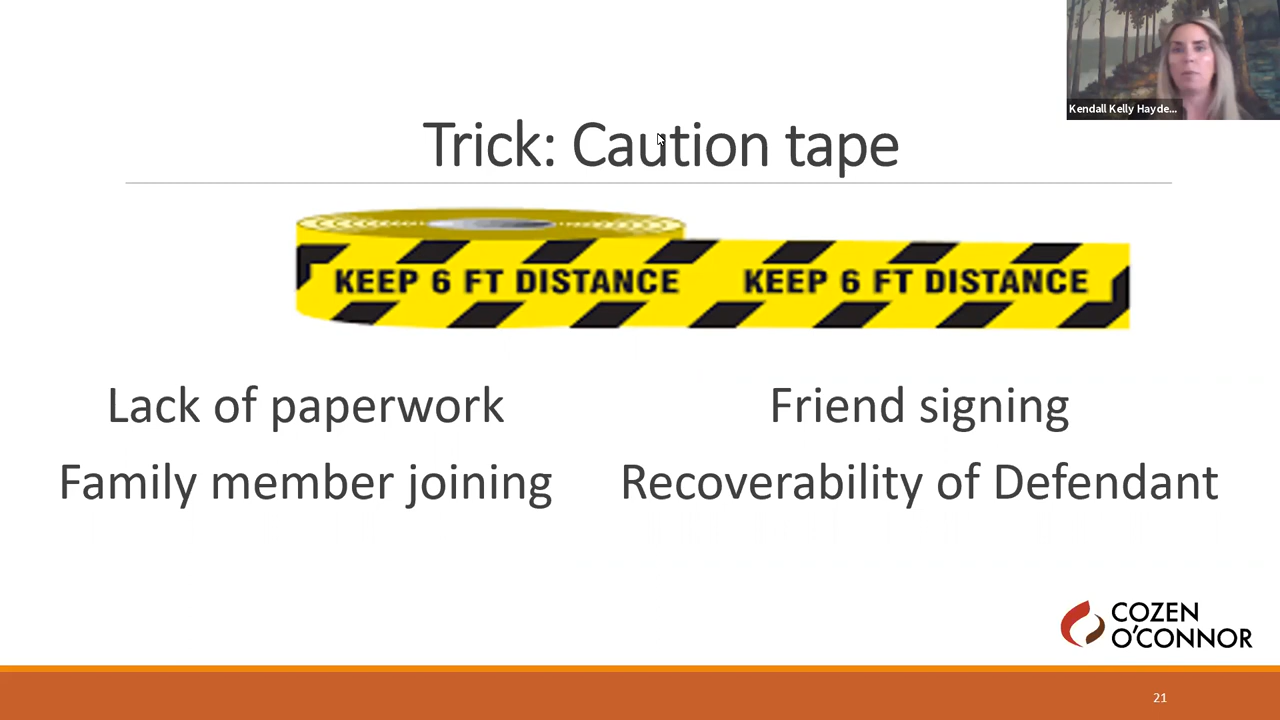 Kendall Kelly Hayde...
Trick: Caution tape
KEEP 6 FT DISTANCE KEEP 6 FT DISTANCE
Lack of paperwork
Family member joining
Friend signing
Recoverability of Defendant
COZEN
O'CONNOR
21